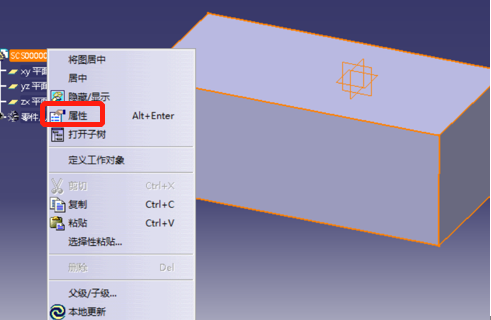 SCS00000
xy 平面
yz 平面
zx 平面
零件
将图居中
居中
隐藏/显示
属性 Alt+Enter
打开子树
定义工作对象
剪切 Ctrl+X
复制 Ctrl+C
粘贴 Ctrl+V
选择性粘贴...
删除 Del
父级/子级...
本地更新